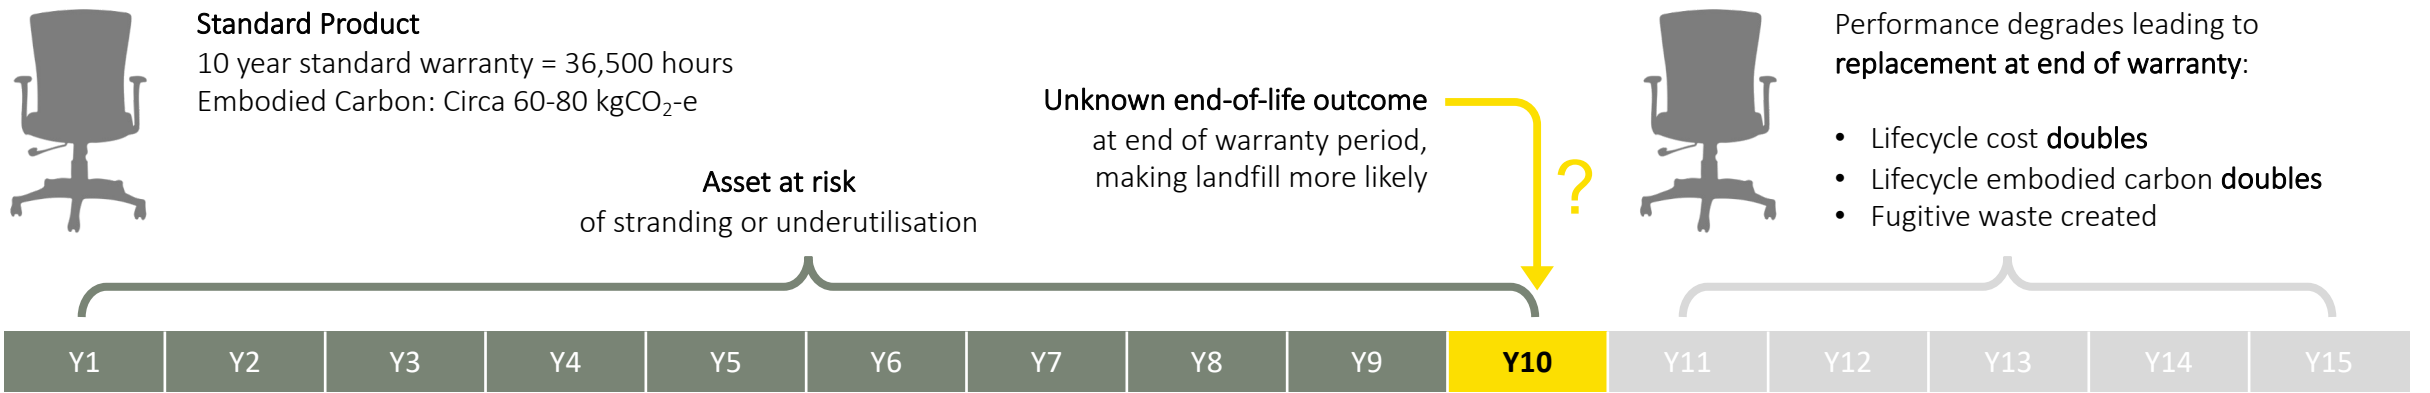 Standard Product
10 year standard warranty = 36,500 hours
Embodied Carbon: Circa 60-80 kgCO₂-e
Asset at risk
of stranding or underutilisation
Unknown end-of-life outcome
at end of warranty period,
making landfill more likely
?
Performance degrades leading to
replacement at end of warranty:
• Lifecycle cost doubles
• Lifecycle embodied carbon doubles
• Fugitive waste created
Y1 Y2 Y3 Y4 Y5 Y6 Y7 Y8 Y9 Y10 Y11 Y12 Y13 Y14 Y15